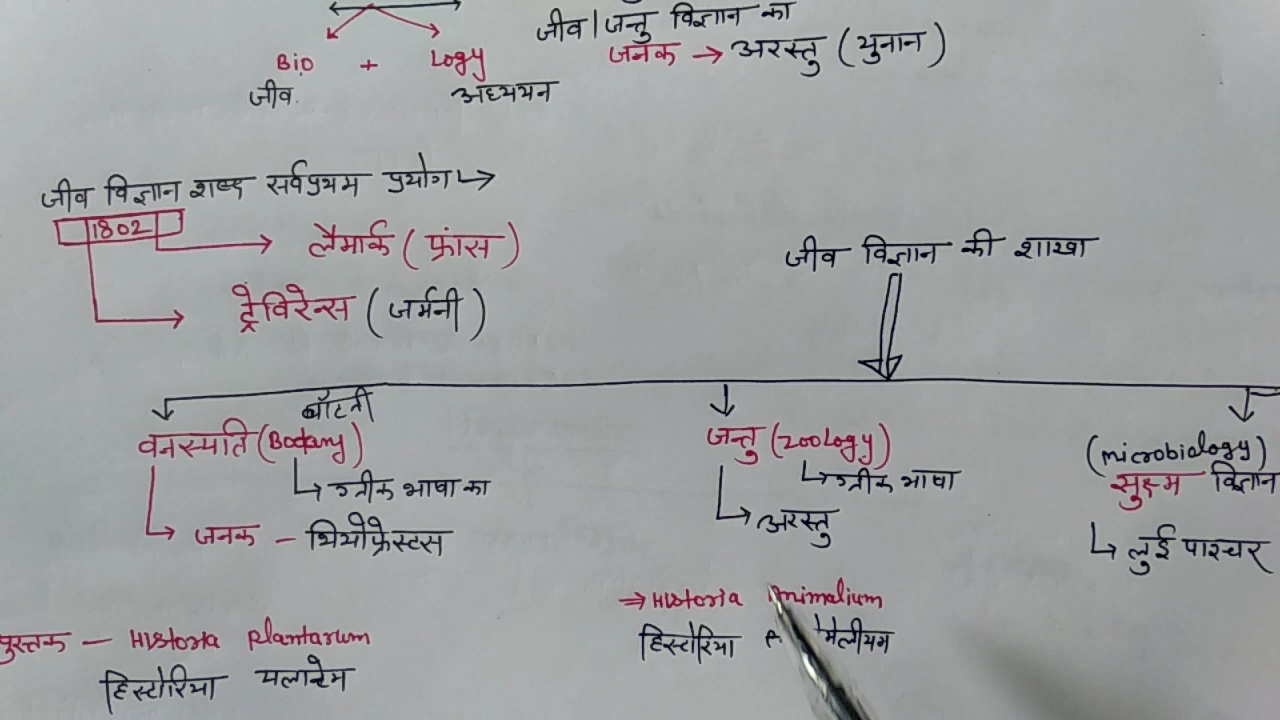 जीव/जन्तु विज्ञान का
जनक → अरस्तु (युनान)
Bio + Logy
जीव अध्ययन
जीव विज्ञान शब्द सर्वप्रथम प्रयोग →
1802
लैमार्क (फ्रांस)
ट्रेविरेन्स (जर्मनी)
जीव विज्ञान की शाखा
बॉटनी
वनस्पति (Botany)
ग्रीक भाषा का
जनक - थियोफ्रेस्टस
पुस्तक - Historia plantarum
हिस्टोरिया प्लान्टेम
जन्तु (zoology)
ग्रीक भाषा
अरस्तु
⇒ Historia Animalium
हिस्टोरिया
(microbiology)
सुक्ष्म विज्ञान
लुई पाश्चर